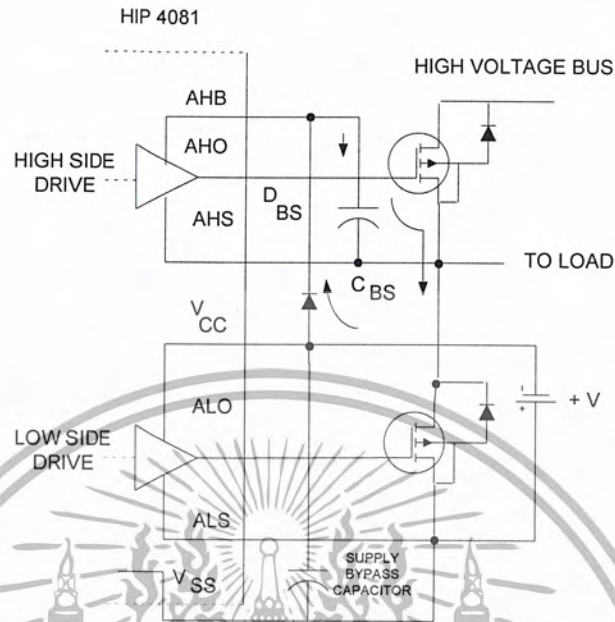 HIP 4081
HIGH VOLTAGE BUS
AHB
AHO
HIGH SIDE
DRIVE
D BS
AHS
TO LOAD
C BS
V CC
ALO
+ V
- +
LOW SIDE
DRIVE
ALS
SUPPLY
BYPASS
CAPACITOR
V SS